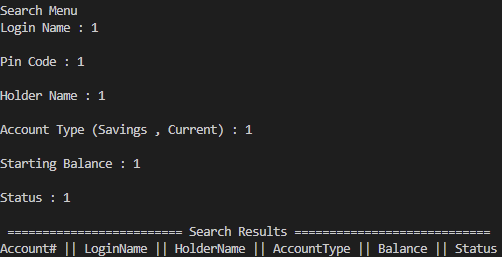 Search Menu
Login Name : 1
Pin Code : 1
Holder Name : 1
Account Type (Savings , Current) : 1
Starting Balance : 1
Status : 1
========================= Search Results ============================
Account# || LoginName || HolderName || AccountType || Balance || Status